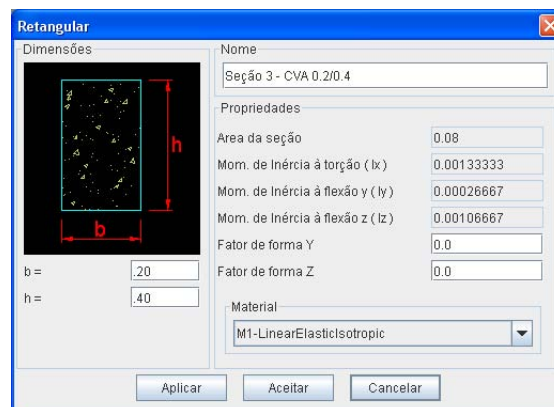 Retangular
Dimensões
h
b
b = .20
h = .40
Nome
Seção 3 - CVA 0.2/0.4
Propriedades
Area da seção 0.08
Mom. de Inércia à torção ( Ix ) 0.00133333
Mom. de Inércia à flexão y ( Iy ) 0.00026667
Mom. de Inércia à flexão z ( Iz ) 0.00106667
Fator de forma Y 0.0
Fator de forma Z 0.0
Material
M1-LinearElasticIsotropic
Aplicar Aceitar Cancelar